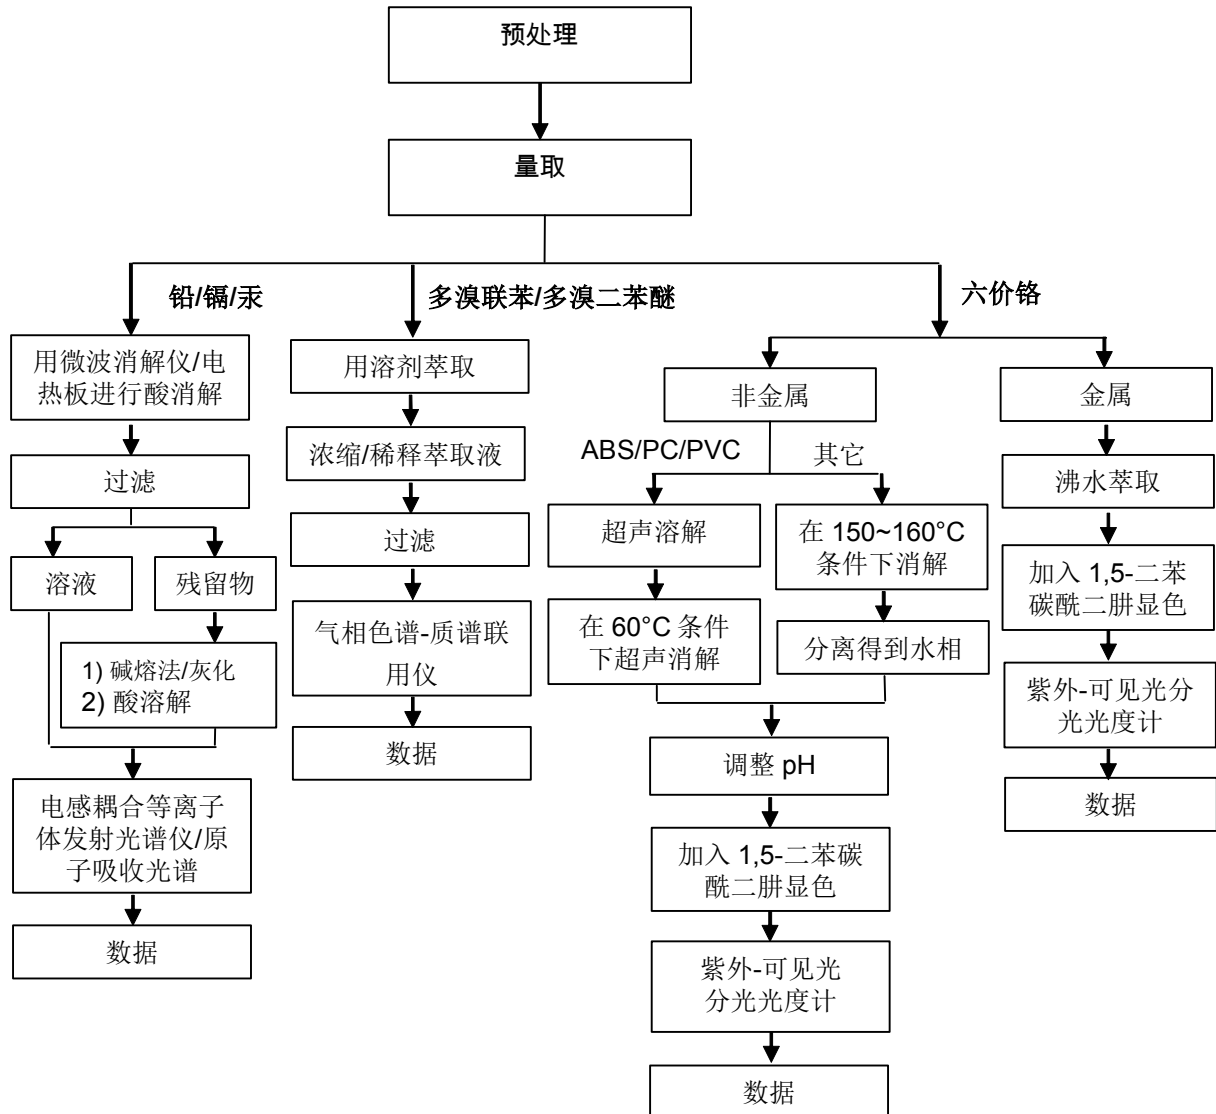 预处理
量取
铅/镉/汞
多溴联苯/多溴二苯醚
六价铬
用微波消解仪/电
热板进行酸消解
过滤
溶液
残留物
1) 碱熔法/灰化
2) 酸溶解
电感耦合等离子
体发射光谱仪/原
子吸收光谱
数据
用溶剂萃取
浓缩/稀释萃取液
过滤
气相色谱-质谱联
用仪
数据
非金属
ABS/PC/PVC
其它
超声溶解
在 60°C 条件
下超声消解
在 150~160°C
条件下消解
分离得到水相
调整 pH
加入 1,5-二苯碳
酰二肼显色
紫外-可见光
分光光度计
数据
金属
沸水萃取
加入 1,5-二苯
碳酰二肼显色
紫外-可见光分
光光度计
数据